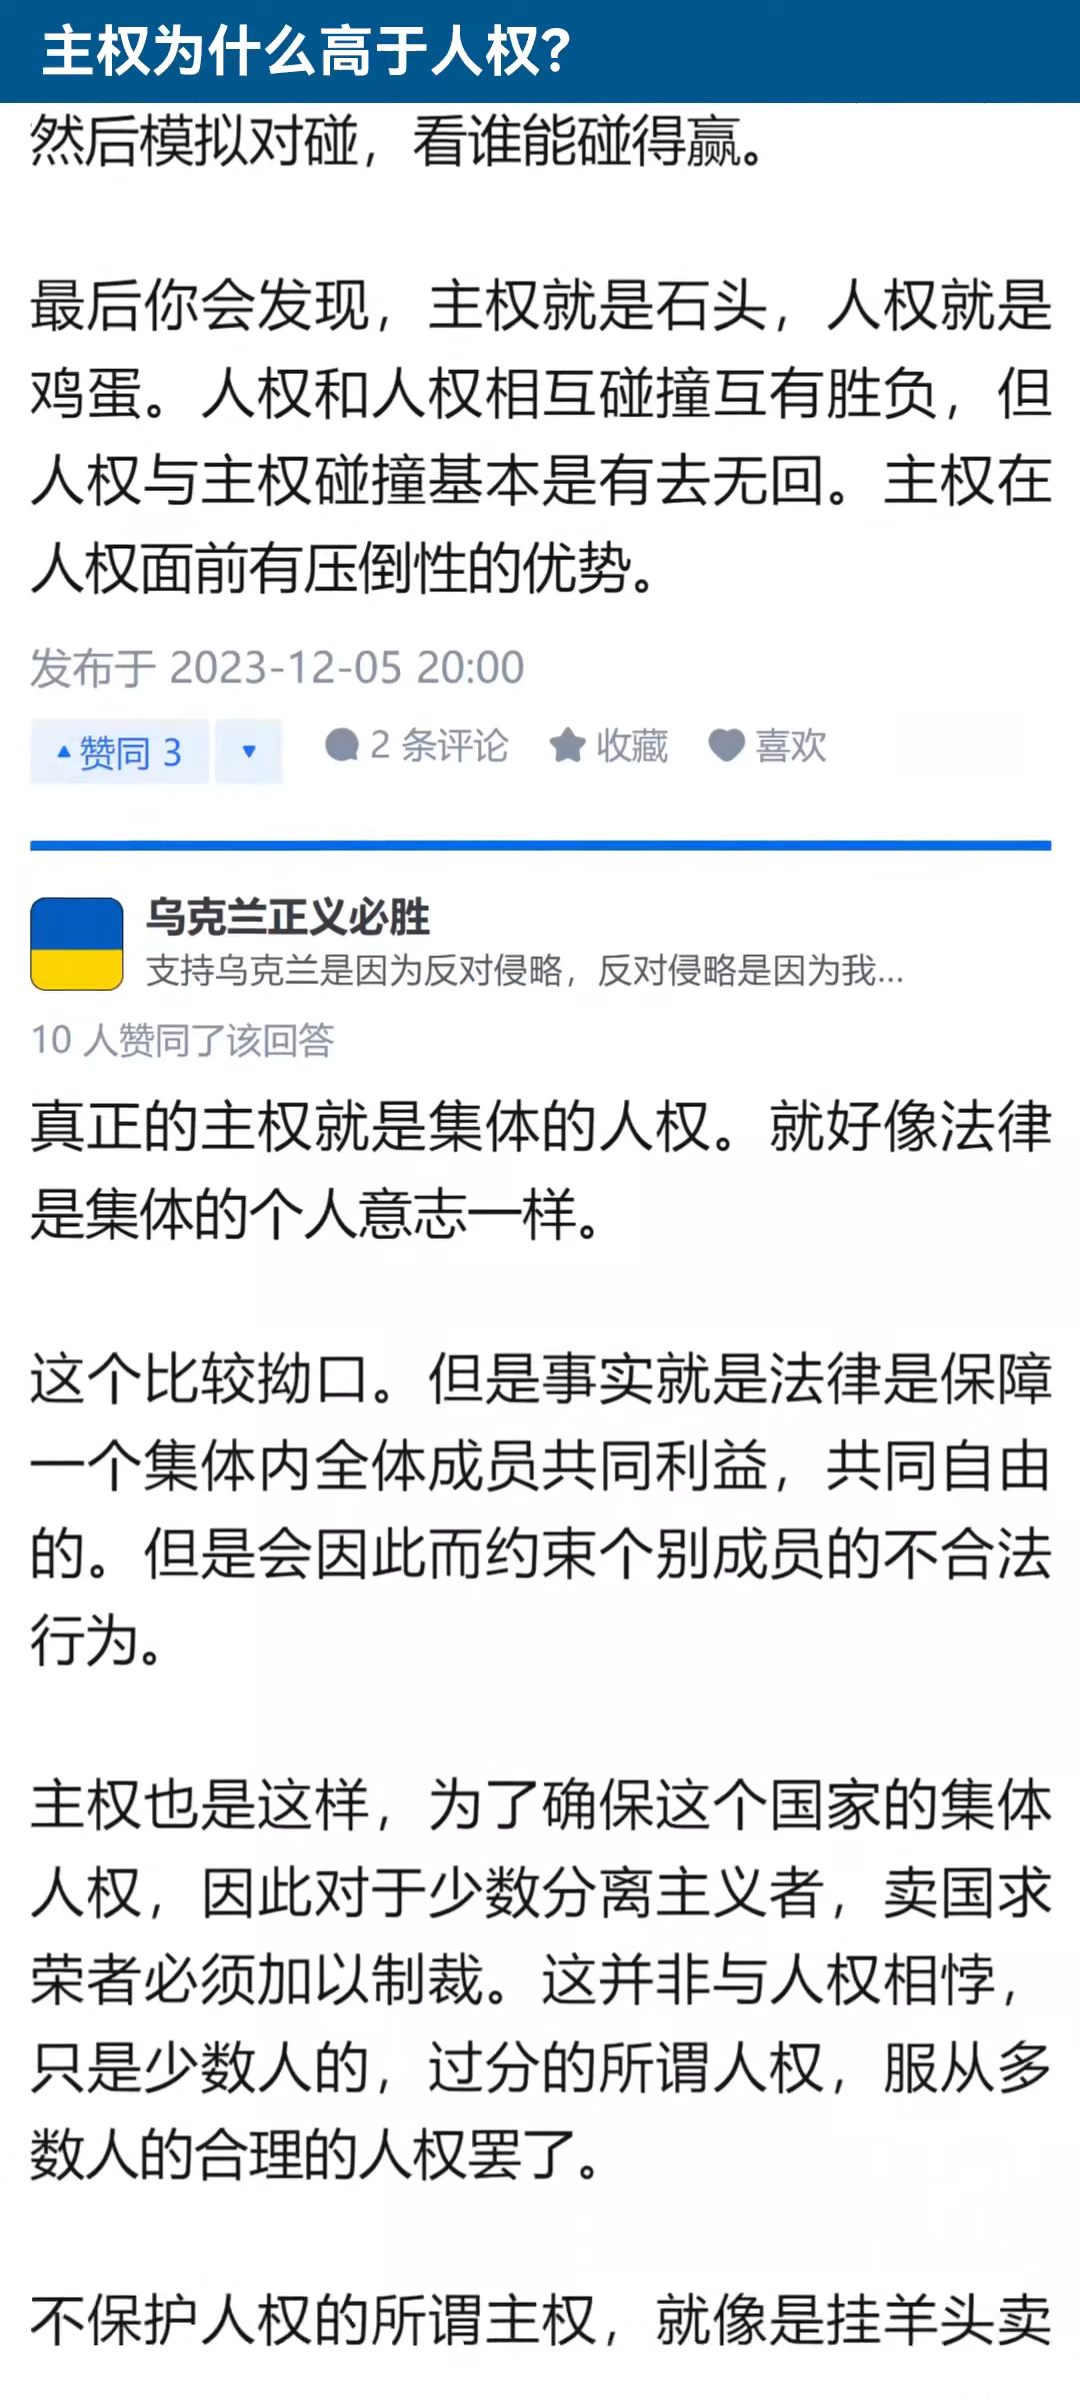 主权为什么高于人权?
然后模拟对碰，看谁能碰得赢。
最后你会发现，主权就是石头，人权就是
鸡蛋。人权和人权相互碰撞互有胜负，但
人权与主权碰撞基本是有去无回。主权在
人权面前有压倒性的优势。
发布于 2023-12-05 20:00
赞同 3
2 条评论
收藏
喜欢
乌克兰正义必胜
支持乌克兰是因为反对侵略，反对侵略是因为我...
10 人赞同了该回答
真正的主权就是集体的人权。就好像法律
是集体的个人意志一样。
这个比较拗口。但是事实就是法律是保障
一个集体内全体成员共同利益，共同自由
的。但是会因此而约束个别成员的不合法
行为。
主权也是这样，为了确保这个国家的集体
人权，因此对于少数分离主义者，卖国求
荣者必须加以制裁。这并非与人权相悖，
只是少数人的，过分的所谓人权，服从多
数人的合理的人权罢了。
不保护人权的所谓主权，就像是挂羊头卖